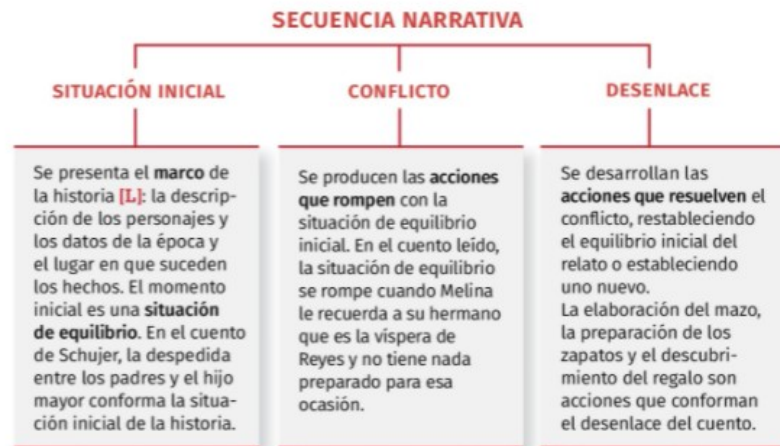 SECUENCIA NARRATIVA
SITUACIÓN INICIAL
Se presenta el marco de
la historia [L]: la descrip-
ción de los personajes y
los datos de la época y
el lugar en que suceden
los hechos. El momento
inicial es una situación
de equilibrio. En el cuento
de Schujer, la despedida
entre los padres y el hijo
mayor conforma la situa-
ción inicial de la historia.
CONFLICTO
Se producen las acciones
que rompen con la
situación de equilibrio
inicial. En el cuento leído,
la situación de equilibrio
se rompe cuando Melina
le recuerda a su hermano
que es la víspera de
Reyes y no tiene nada
preparado para esa
ocasión.
DESENLACE
Se desarrollan las
acciones que resuelven el
conflicto, restableciendo
el equilibrio inicial del
relato o estableciendo
uno nuevo.
La elaboración del mazo,
la preparación de los
zapatos y el descubri-
miento del regalo son
acciones que conforman
el desenlace del cuento.